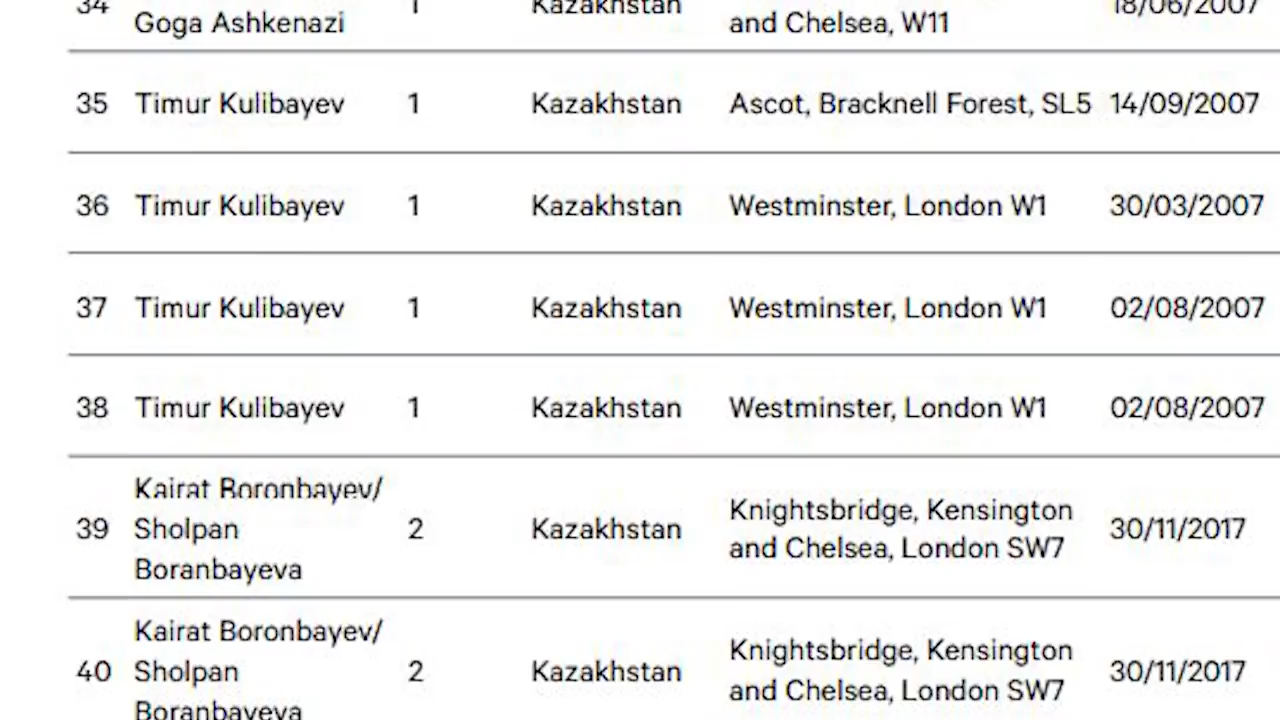 34 1 Kazakhstan 18/06/2007
Goga Ashkenazi and Chelsea, W11
35 Timur Kulibayev 1 Kazakhstan Ascot, Bracknell Forest, SL5 14/09/2007
36 Timur Kulibayev 1 Kazakhstan Westminster, London W1 30/03/2007
37 Timur Kulibayev 1 Kazakhstan Westminster, London W1 02/08/2007
38 Timur Kulibayev 1 Kazakhstan Westminster, London W1 02/08/2007
Kairat Boronbayev/
Knightsbridge, Kensington
39 Sholpan 2 Kazakhstan 30/11/2017
and Chelsea, London SW7
Boranbayeva
Kairat Boronbayev/
Knightsbridge, Kensington
40 Sholpan 2 Kazakhstan 30/11/2017
and Chelsea, London SW7
Boranbayeva